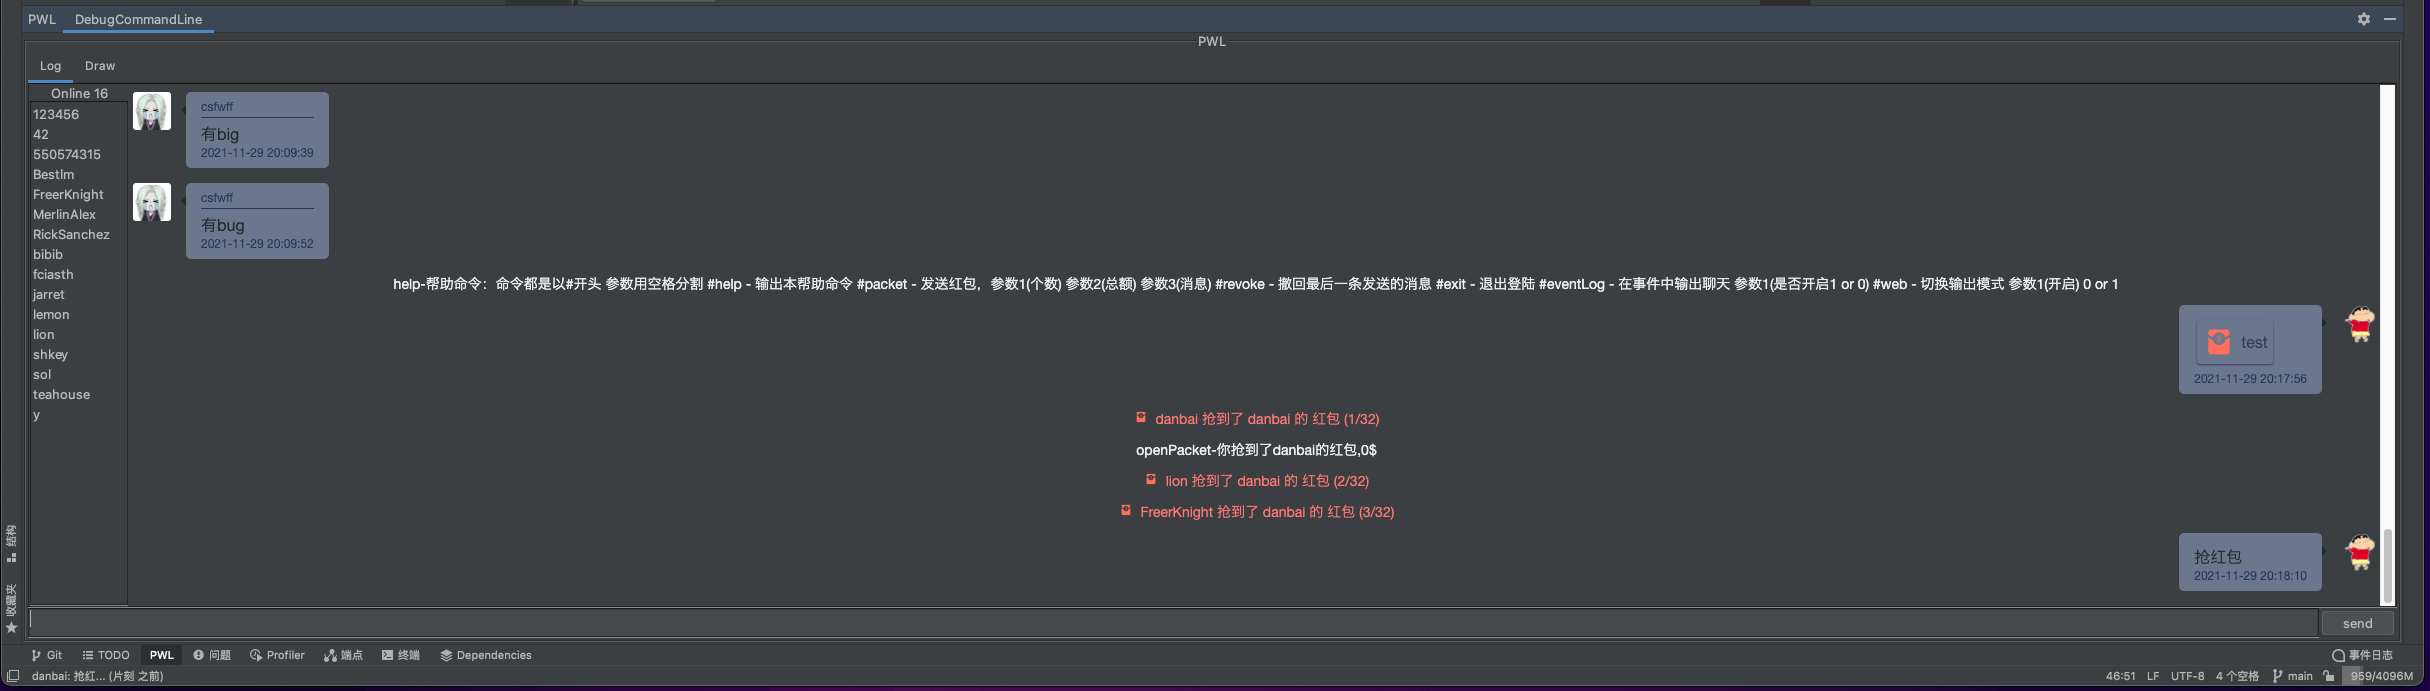 PWL DebugCommandLine
PWL
Log Draw
Online 16
123456
42
550574315
BestIm
FreerKnight
MerlinAlex
RickSanchez
bibib
fciasth
jarret
lemon
lion
shkey
sol
teahouse
y
csfwff
有big
2021-11-29 20:09:39
csfwff
有bug
2021-11-29 20:09:52
help-帮助命令：命令都是以#开头 参数用空格分割 #help - 输出本帮助命令 #packet - 发送红包，参数1(个数) 参数2(总额) 参数3(消息) #revoke - 撤回最后一条发送的消息 #exit - 退出登陆 #eventLog - 在事件中输出聊天 参数1(是否开启1 or 0) #web - 切换输出模式 参数1(开启) 0 or 1
test
2021-11-29 20:17:56
danbai 抢到了 danbai 的 红包 (1/32)
openPacket-你抢到了danbai的红包,0$
lion 抢到了 danbai 的 红包 (2/32)
FreerKnight 抢到了 danbai 的 红包 (3/32)
抢红包
2021-11-29 20:18:10
结构
收藏夹
send
Git TODO PWL 问题 Profiler 端点 终端 Dependencies 事件日志
danbai: 抢红... (片刻 之前) 46:51 LF UTF-8 4 个空格 main 959/4096M